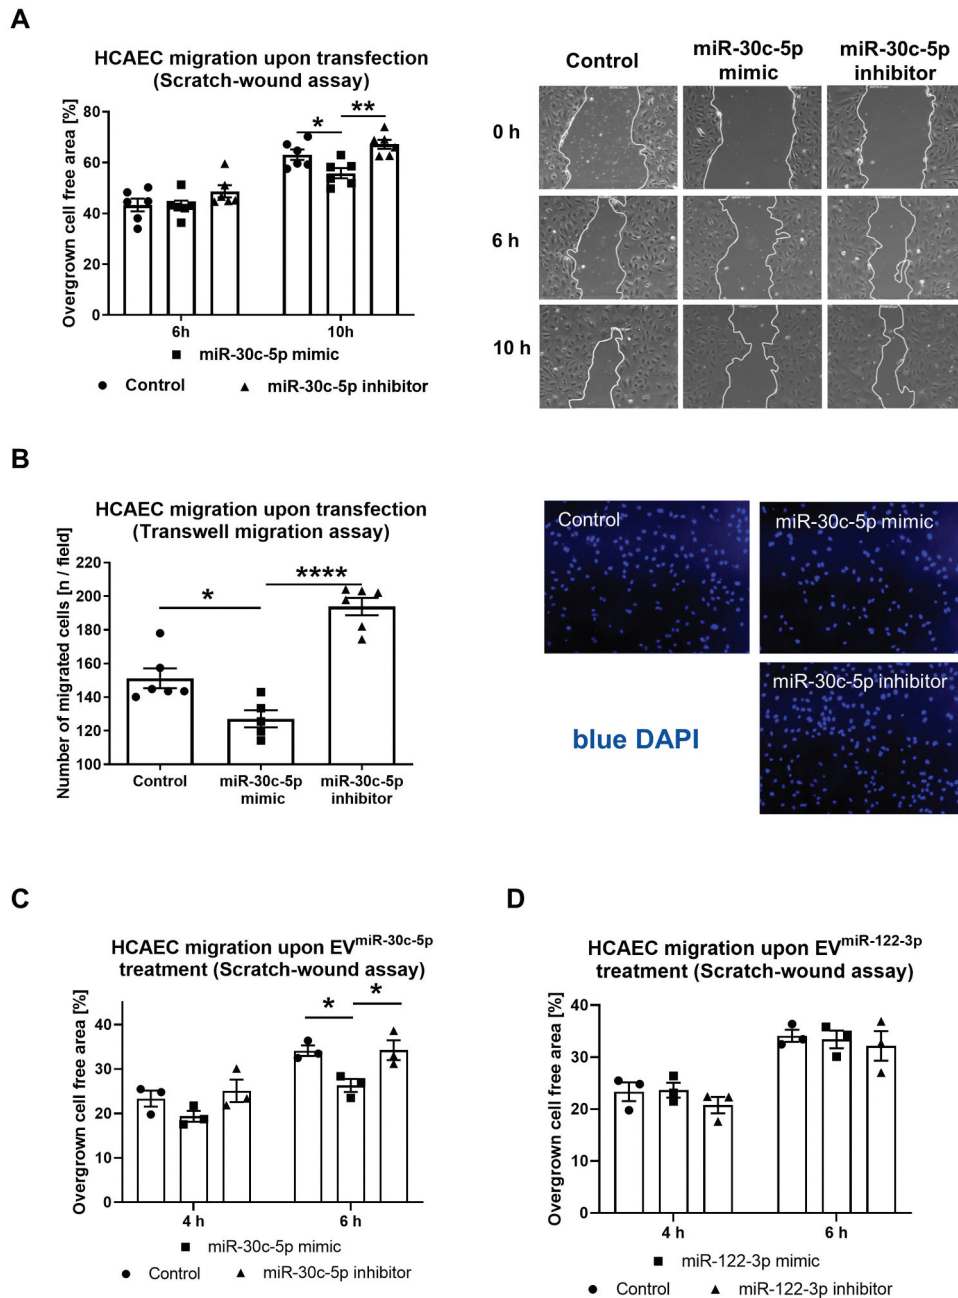 A
HCAEC migration upon transfection
(Scratch-wound assay)
Overgrown cell free area [%]
80
60
40
20
0
*
**
6h
10h
miR-30c-5p mimic
Control
miR-30c-5p inhibitor
Control
miR-30c-5p
mimic
miR-30c-5p
inhibitor
0 h
6 h
10 h
B
HCAEC migration upon transfection
(Transwell migration assay)
Number of migrated cells [n / field]
220
200
180
160
140
120
100
*
****
Control
miR-30c-5p
mimic
miR-30c-5p
inhibitor
Control
miR-30c-5p mimic
miR-30c-5p inhibitor
blue DAPI
C
HCAEC migration upon EVmiR-30c-5p
treatment (Scratch-wound assay)
Overgrown cell free area [%]
40
30
20
10
0
*
*
4 h
6 h
miR-30c-5p mimic
Control
miR-30c-5p inhibitor
D
HCAEC migration upon EVmiR-122-3p
treatment (Scratch-wound assay)
Overgrown cell free area [%]
40
30
20
10
0
4 h
6 h
miR-122-3p mimic
Control
miR-122-3p inhibitor